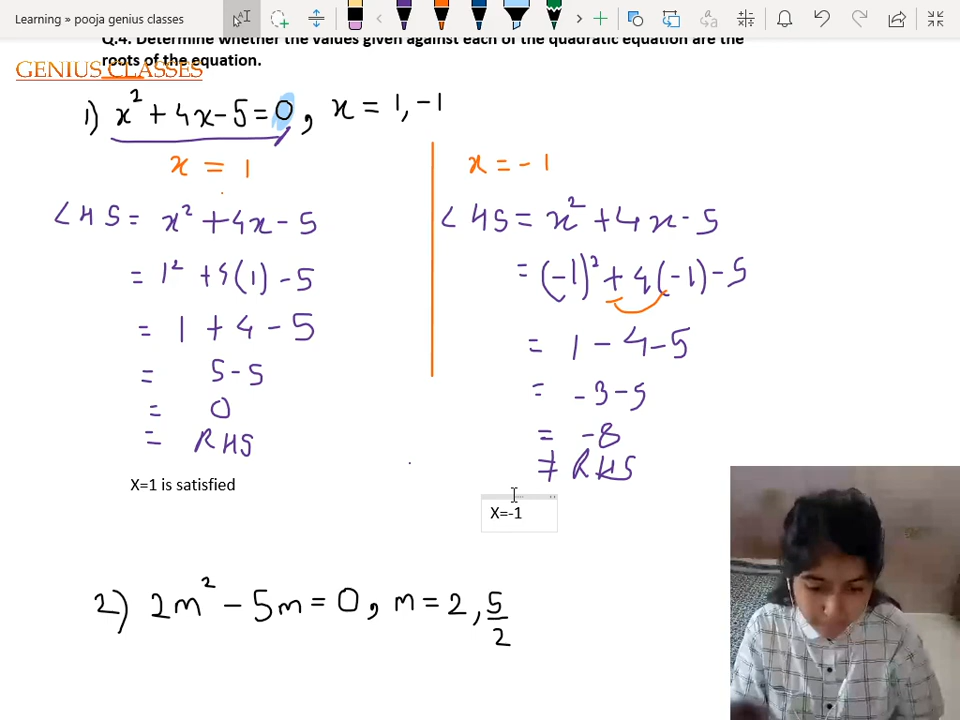 Learning » pooja genius classes
Q.4. Determine whether the values given against each of the quadratic equation are the
roots of the equation.
GENIUS CLASSES
1) x² + 4x - 5 = 0, x = 1, -1
x = 1
LHS = x² + 4x - 5
= 1² + 4(1) - 5
= 1 + 4 - 5
= 5 - 5
= 0
= RHS
X=1 is satisfied
x = -1
LHS = x² + 4x - 5
= (-1)² + 4(-1) - 5
= 1 - 4 - 5
= -3 - 5
= -8
≠ RHS
X=-1
2) 2m² - 5m = 0, m = 2, 5/2